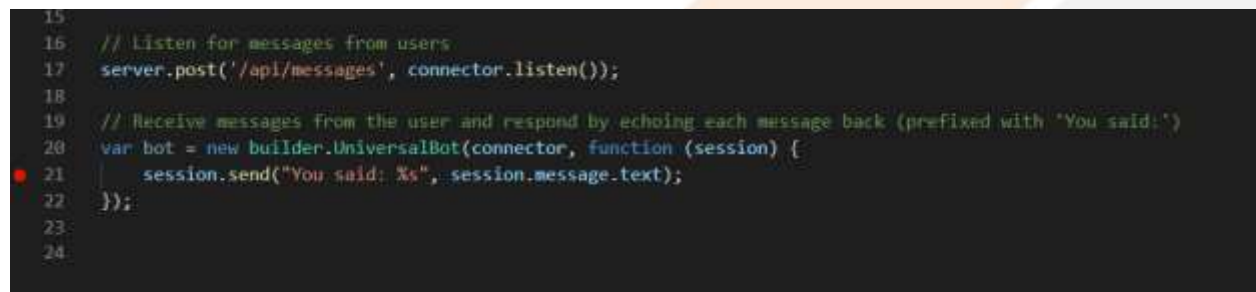 15
16 // Listen for messages from users
17 server.post('/api/messages', connector.listen());
18
19 // Receive messages from the user and respond by echoing each message back (prefixed with 'You said:')
20 var bot = new builder.UniversalBot(connector, function (session) {
21 session.send("You said: %s", session.message.text);
22 });
23
24